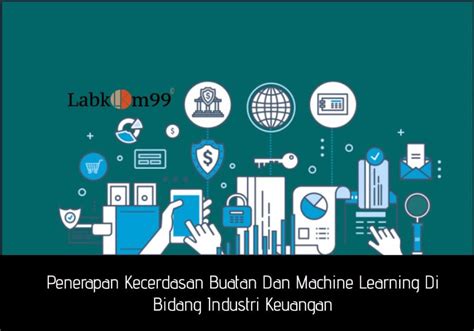 Labkom99
Penerapan Kecerdasan Buatan Dan Machine Learning Di
Bidang Industri Keuangan